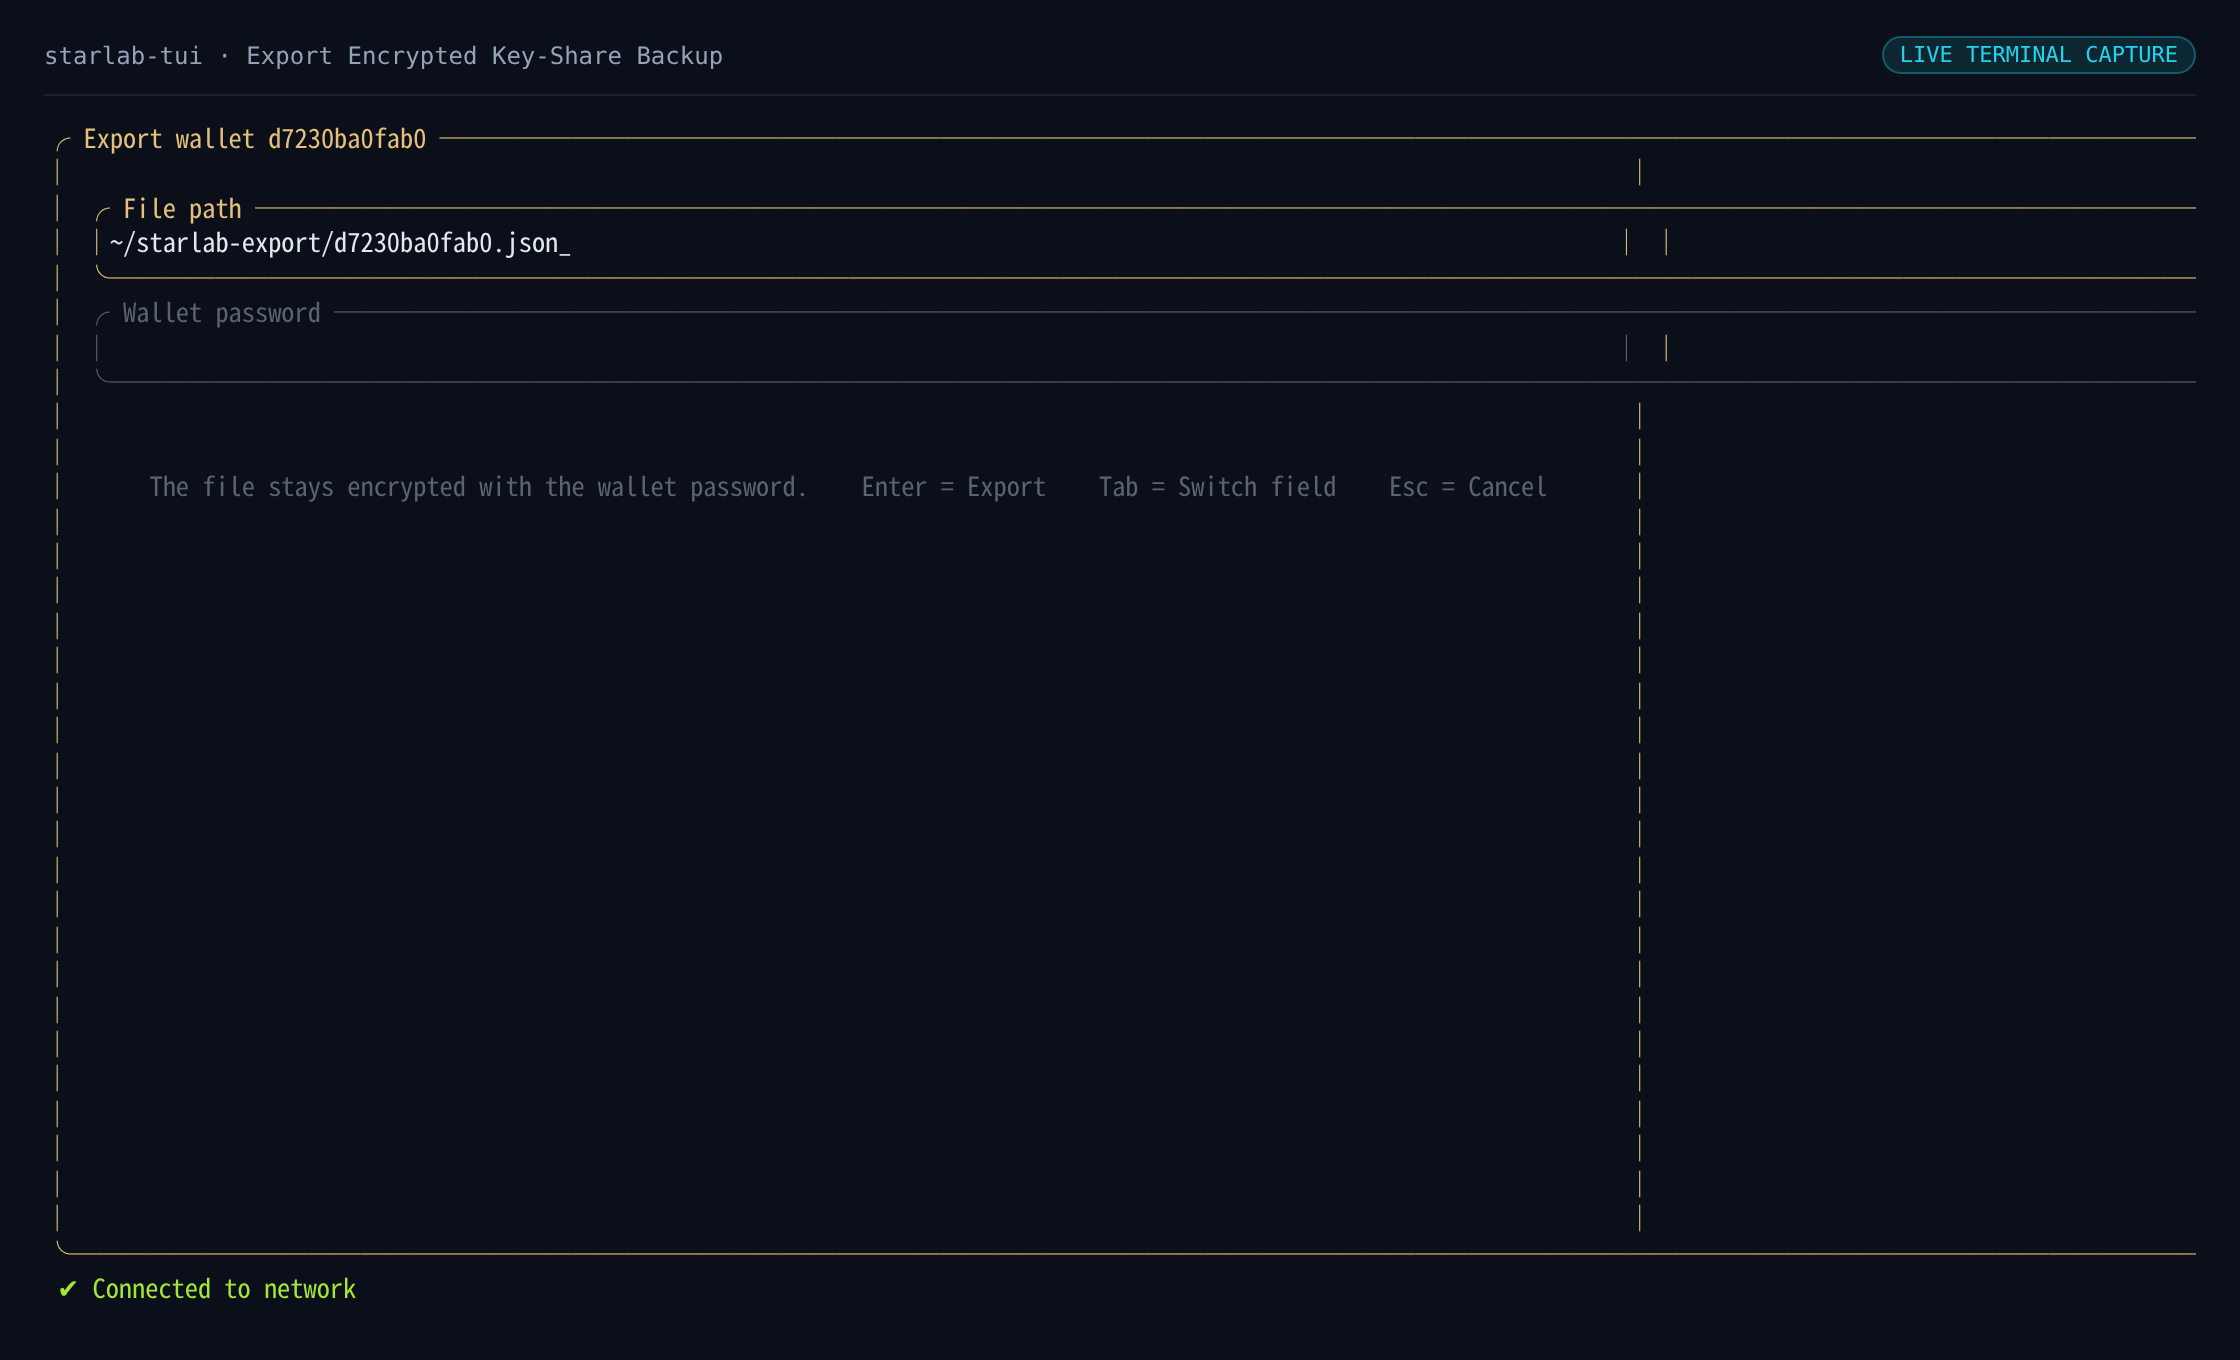 starlab-tui · Export Encrypted Key-Share Backup
LIVE TERMINAL CAPTURE
Export wallet d7230ba0fab0
File path
~/starlab-export/d7230ba0fab0.json_
Wallet password
The file stays encrypted with the wallet password.    Enter = Export    Tab = Switch field    Esc = Cancel
✔ Connected to network